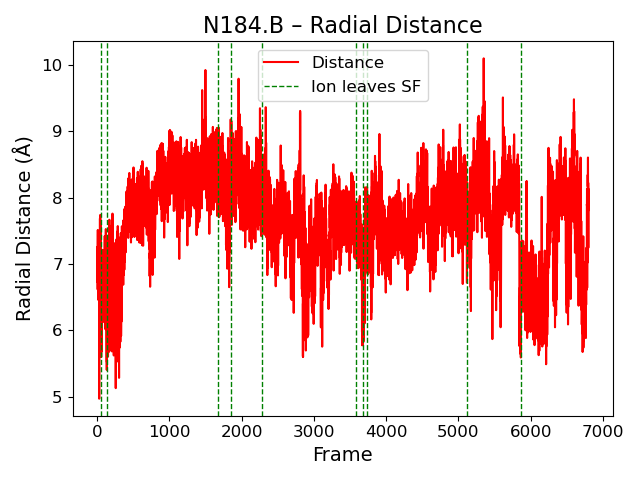 N184.B – Radial Distance
Distance
Ion leaves SF
Radial Distance (Å)
10
9
8
7
6
5
0 1000 2000 3000 4000 5000 6000 7000
Frame